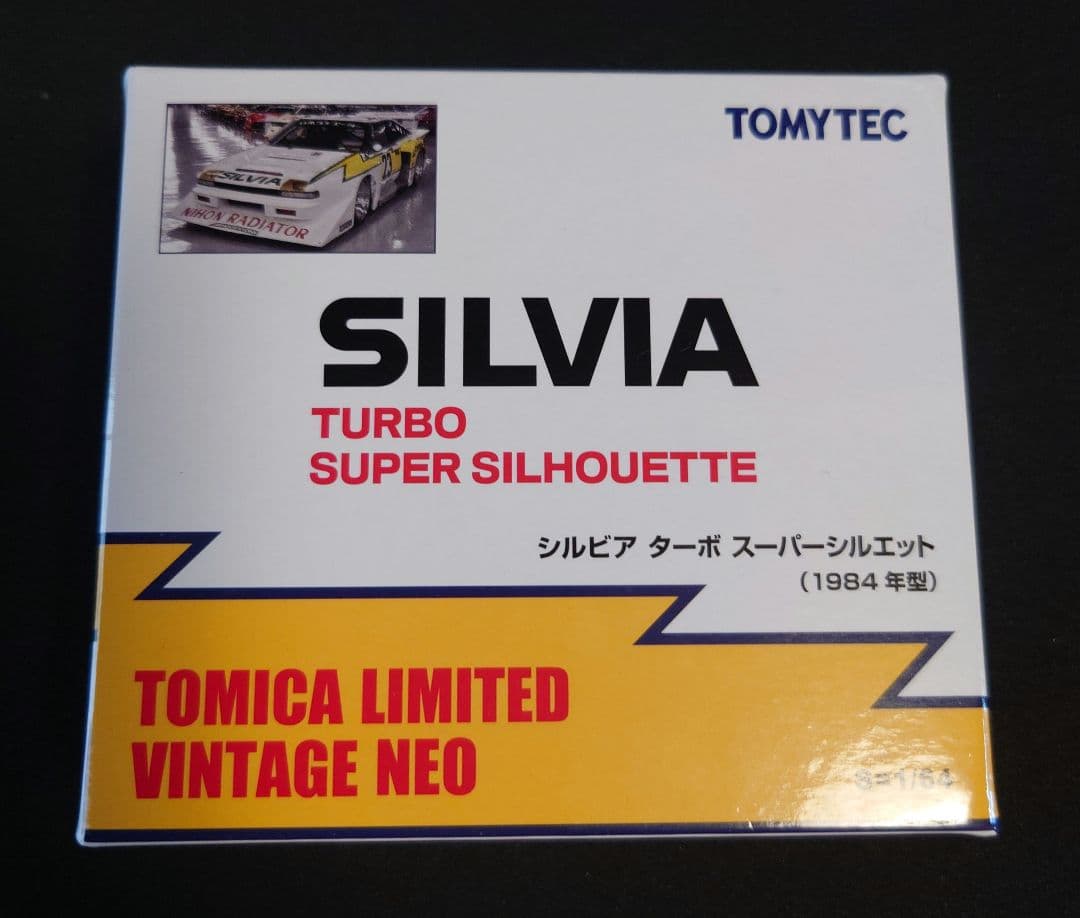 TOMYTEC
SILVIA
23
NIHON RADIATOR
SILVIA
TURBO
SUPER SILHOUETTE
シルビア ターボ スーパーシルエット
(1984 年型)
TOMICA LIMITED
VINTAGE NEO
S=1/64